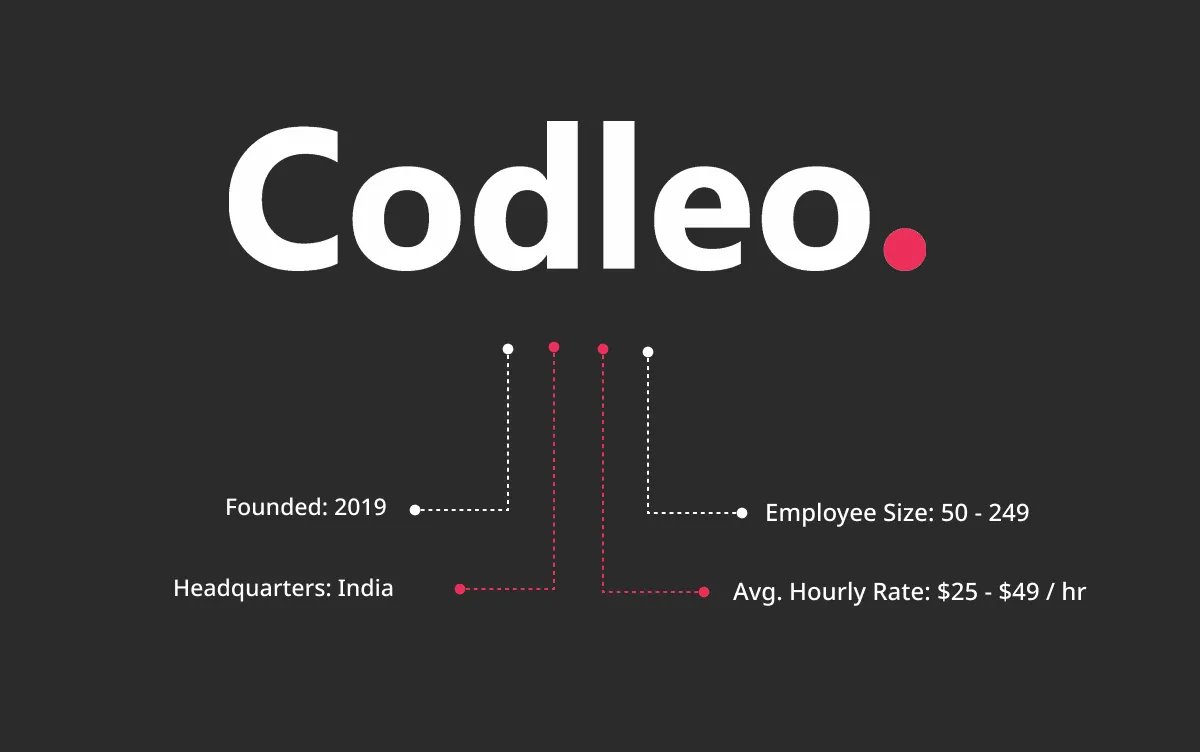 Codleo.
Founded: 2019
Employee Size: 50 - 249
Headquarters: India
Avg. Hourly Rate: $25 - $49 / hr